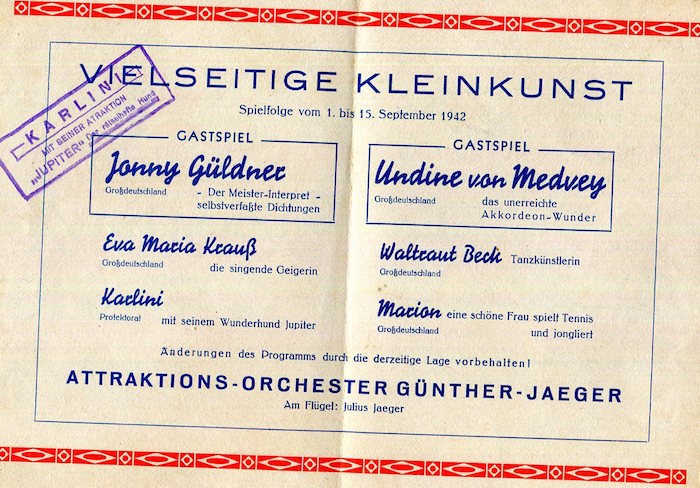 VIELSEITIGE KLEINKUNST
Spielfolge vom 1. bis 15. September 1942
KARLINI
MIT SEINER ATRAKTION
„JUPITER" Der rätselhafte Hund
GASTSPIEL
Jonny Güldner
Großdeutschland
- Der Meister-Interpret -
selbstverfaßte Dichtungen
GASTSPIEL
Undine von Medvey
Großdeutschland
das unerreichte
Akkordeon-Wunder
Eva Maria Krauß
Großdeutschland
die singende Geigerin
Waltraut Beck Tanzkünstlerin
Großdeutschland
Karlini
Protektorat
mit seinem Wunderhund Jupiter
Marion eine schöne Frau spielt Tennis
Großdeutschland
und jongliert
Änderungen des Programms durch die derzeitige Lage vorbehalten!
ATTRAKTIONS-ORCHESTER GÜNTHER-JAEGER
Am Flügel: Julius Jaeger